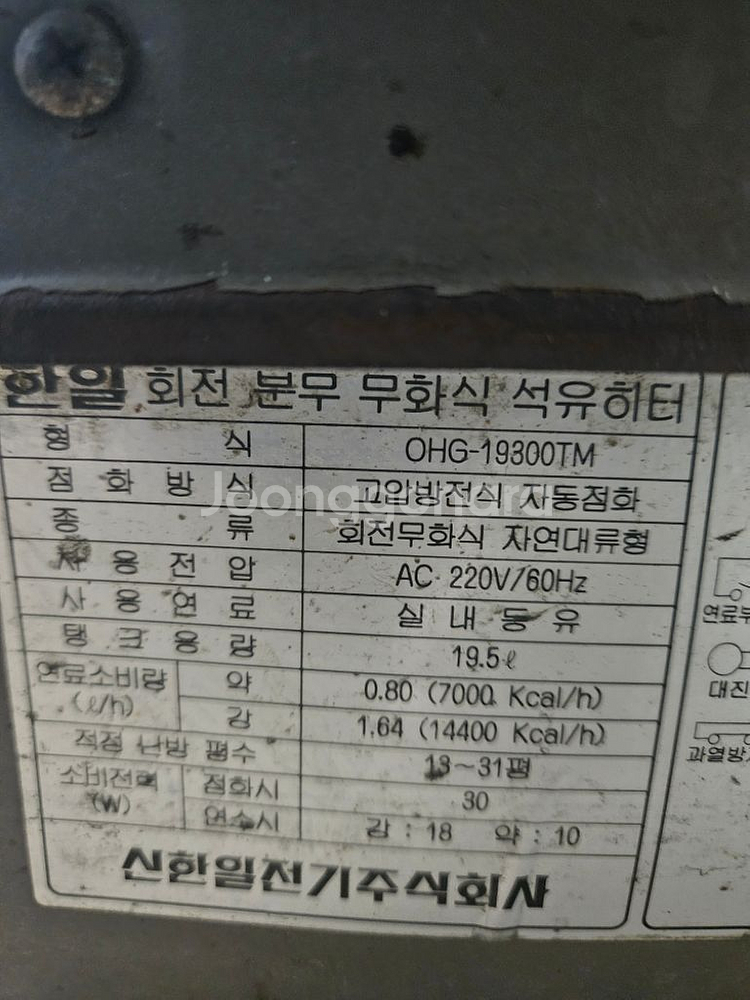 한일 회전 분무 무화식 석유히터
형 식 OHG-19300TM
점 화 방 식 고압방전식 자동점화
종 류 회전무화식 자연대류형
사 용 전 압 AC 220V/60Hz
사 용 연 료 실 내 등 유
탱 크 용 량 19.5ℓ
연료소비량 (ℓ/h) 약 0.80 (7000 Kcal/h)
강 1.64 (14400 Kcal/h)
적정 난방 평수 13~31평
소비전력 (W) 점화시 30
연소시 강 : 18 약 : 10
신한일전기주식회사
대진
과열방